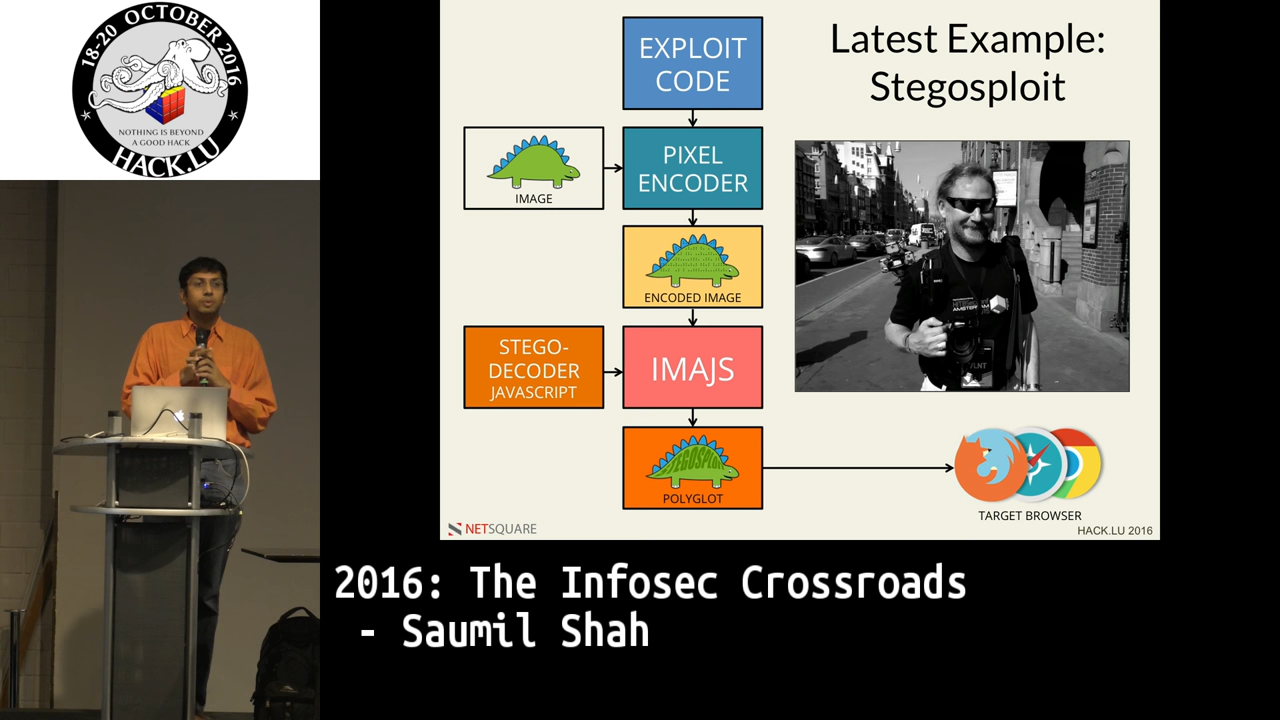 18-20 OCTOBER 2016
NOTHING IS BEYOND
A GOOD HACK
HACK.LU
Latest Example:
Stegosploit
EXPLOIT
CODE
IMAGE
PIXEL
ENCODER
ENCODED IMAGE
STEGO-
DECODER
JAVASCRIPT
IMAJS
STEGOSPLOIT
POLYGLOT
TARGET BROWSER
NETSQUARE
HACK.LU 2016
2016: The Infosec Crossroads
- Saumil Shah